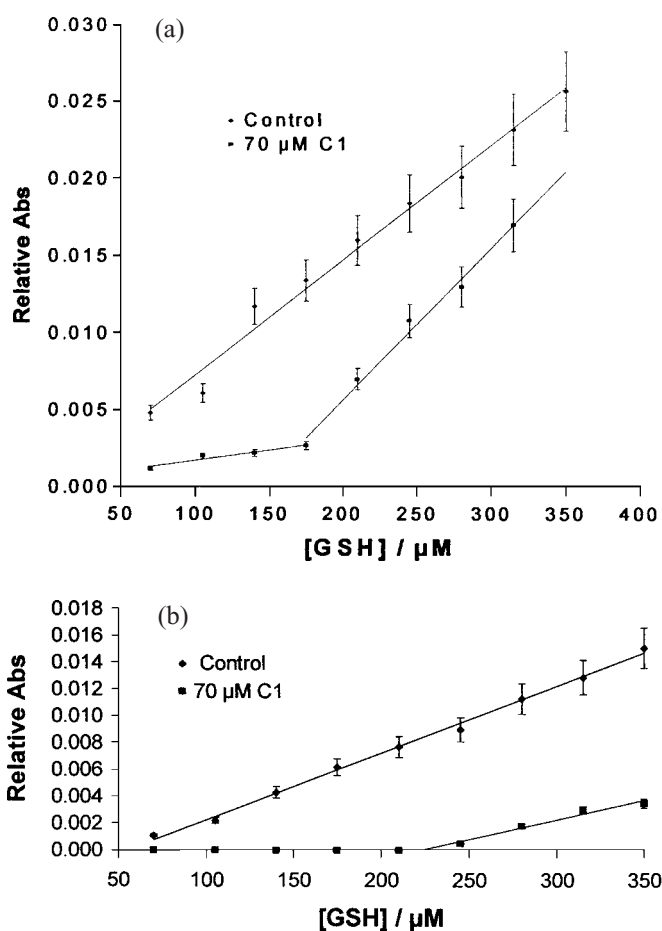 (a)
0.030
0.025
0.020
0.015
0.010
0.005
0.000
Relative Abs
Control
70 µM C1
50 100 150 200 250 300 350 400
[GSH] / µM
(b)
0.018
0.016
0.014
0.012
0.010
0.008
0.006
0.004
0.002
0.000
Relative Abs
Control
70 µM C1
50 100 150 200 250 300 350
[GSH] / µM